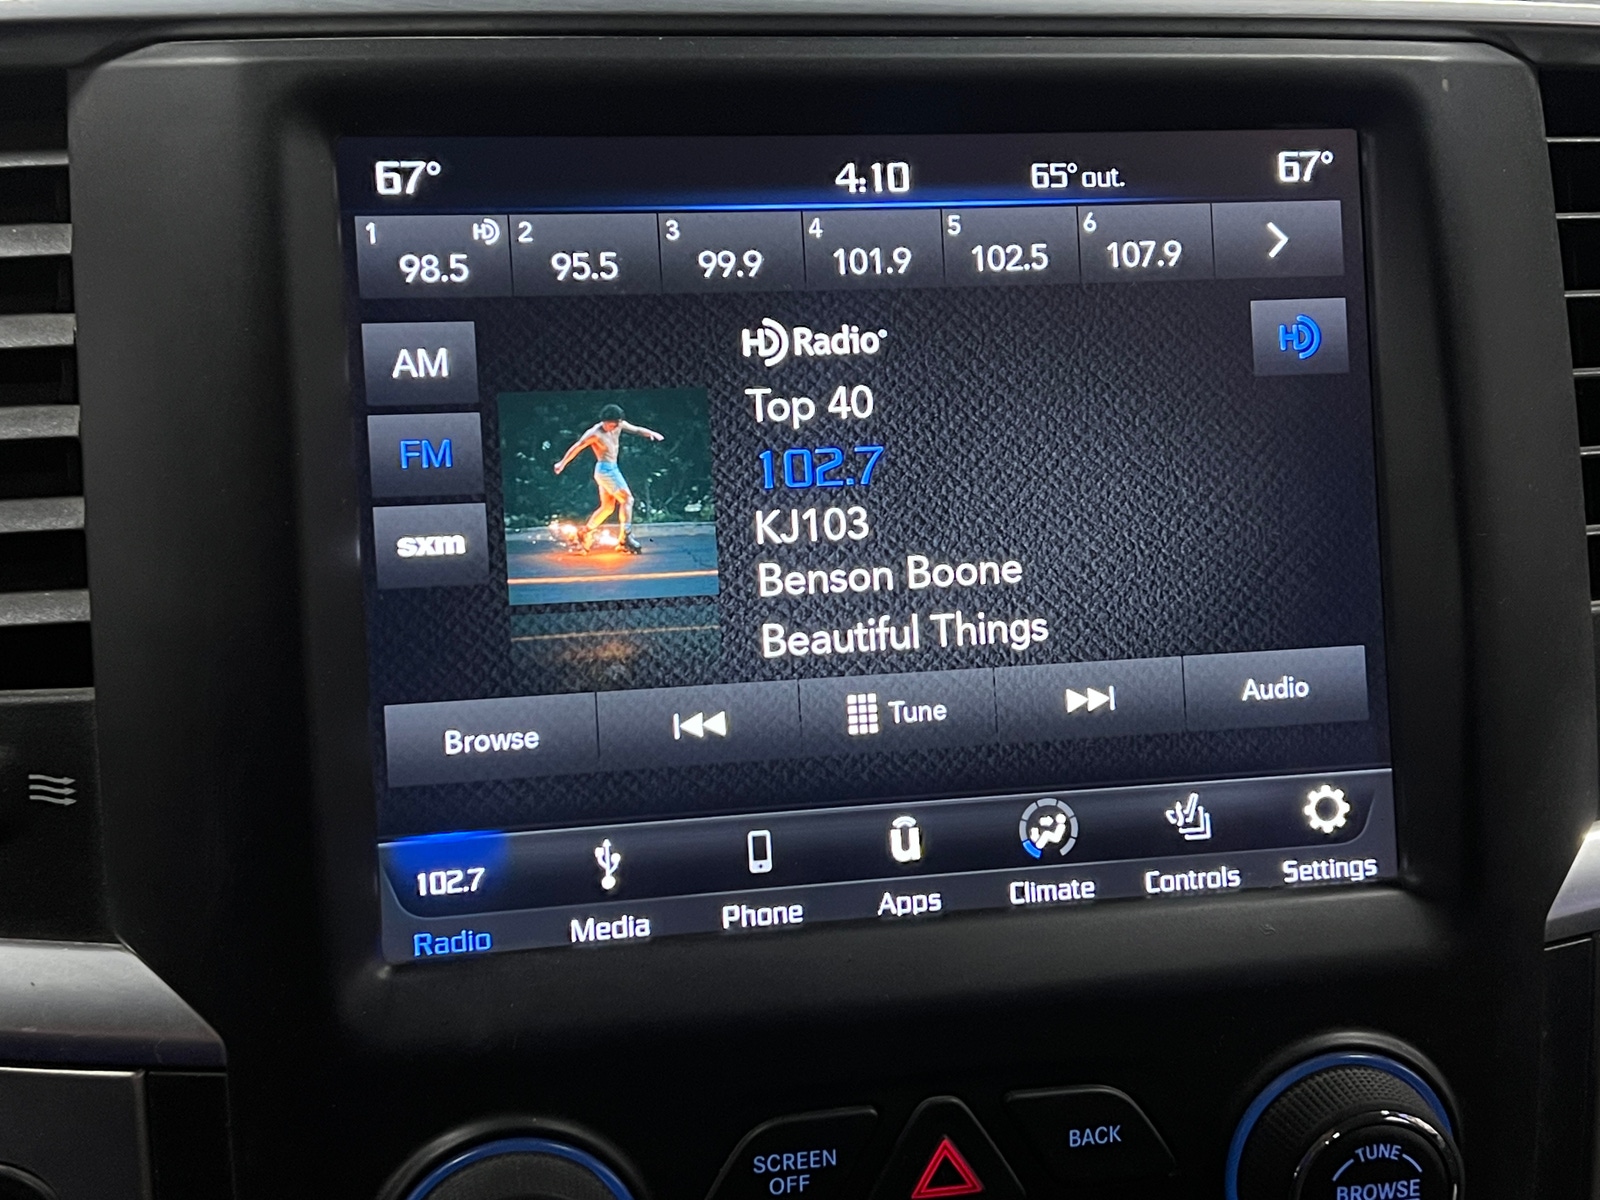 67° 4:10 65° out. 67°
1 HD 2 3 4 5 6
98.5 95.5 99.9 101.9 102.5 107.9
HD Radio
HD
AM
Top 40
FM
102.7
KJ103
sxm
Benson Boone
Beautiful Things
Browse Tune Audio
102.7 u
Radio Media Phone Apps Climate Controls Settings
SCREEN
OFF
BACK
TUNE
BROWSE